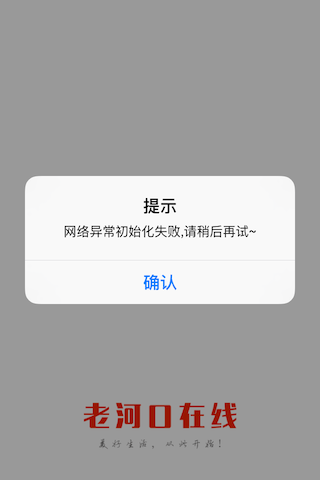 提示
网络异常初始化失败,请稍后再试~
确认
老河口在线
美好生活，从此开始！